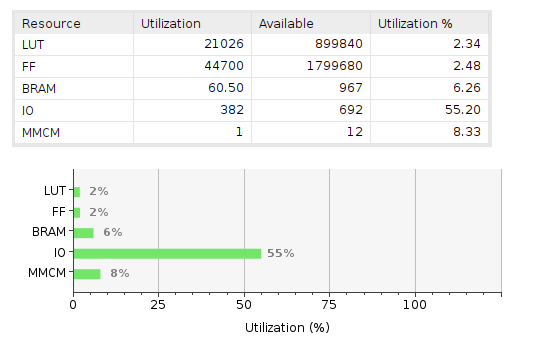 Resource Utilization Available Utilization %
LUT 21026 899840 2.34
FF 44700 1799680 2.48
BRAM 60.50 967 6.26
IO 382 692 55.20
MMCM 1 12 8.33
LUT 2%
FF 2%
BRAM 6%
IO 55%
MMCM 8%
0 25 50 75 100
Utilization (%)